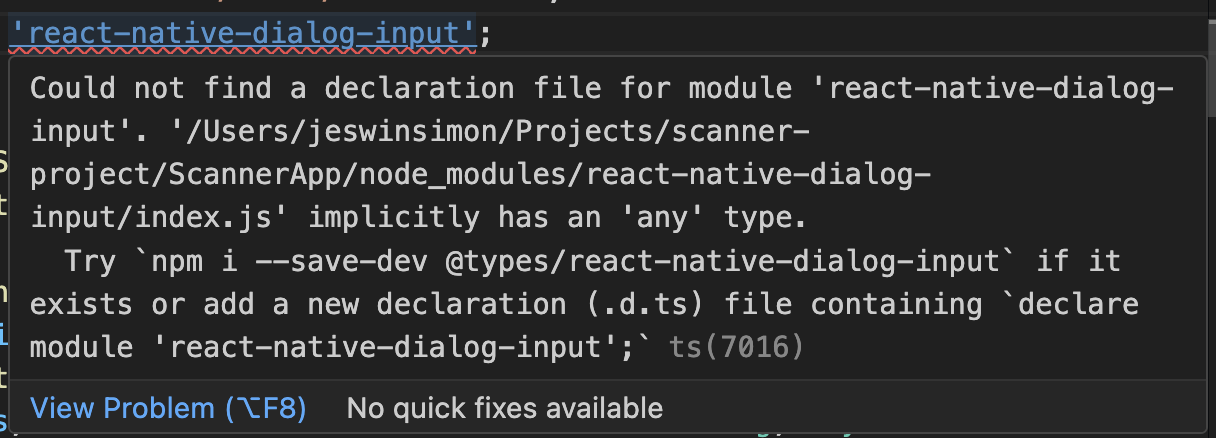 'react-native-dialog-input';
Could not find a declaration file for module 'react-native-dialog-
input'. '/Users/jeswinsimon/Projects/scanner-
project/ScannerApp/node_modules/react-native-dialog-
input/index.js' implicitly has an 'any' type.
Try `npm i --save-dev @types/react-native-dialog-input` if it
exists or add a new declaration (.d.ts) file containing `declare
module 'react-native-dialog-input';` ts(7016)
View Problem (⌥F8) No quick fixes available